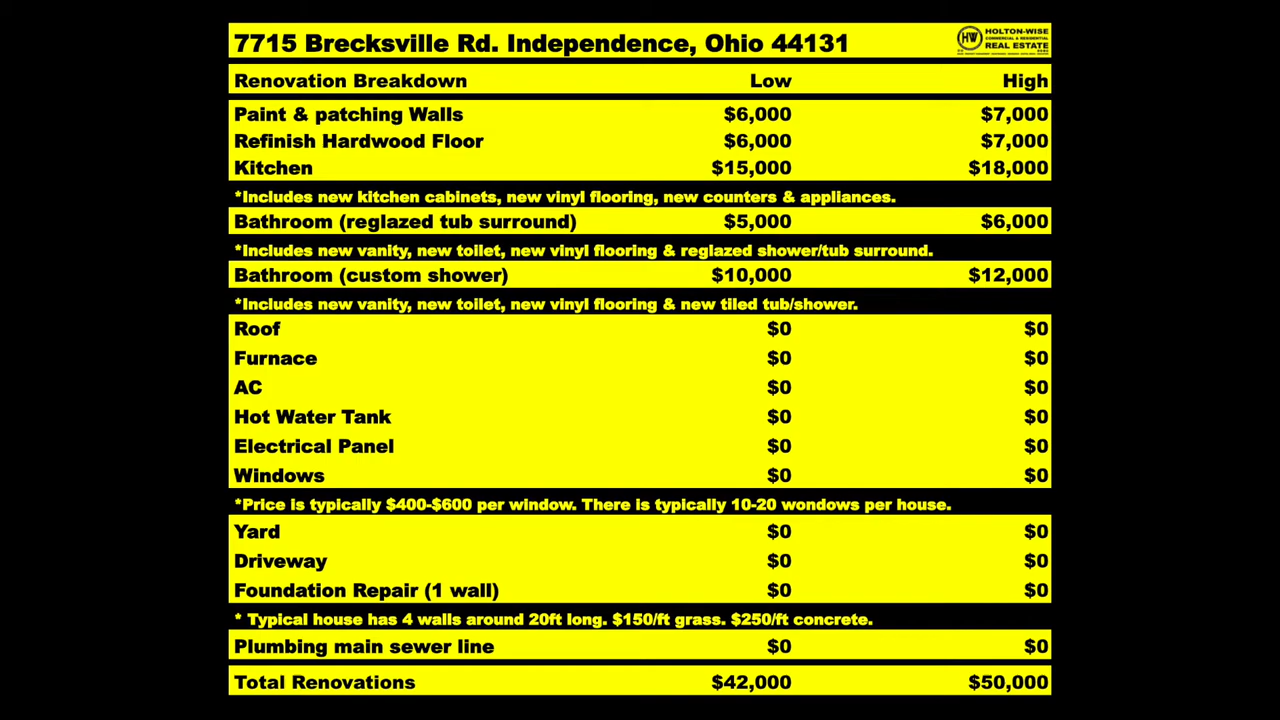 7715 Brecksville Rd. Independence, Ohio 44131
HW HOLTON-WISE
COMMERCIAL & RESIDENTIAL
REAL ESTATE
Renovation Breakdown Low High
Paint & patching Walls $6,000 $7,000
Refinish Hardwood Floor $6,000 $7,000
Kitchen $15,000 $18,000
*Includes new kitchen cabinets, new vinyl flooring, new counters & appliances.
Bathroom (reglazed tub surround) $5,000 $6,000
*Includes new vanity, new toilet, new vinyl flooring & reglazed shower/tub surround.
Bathroom (custom shower) $10,000 $12,000
*Includes new vanity, new toilet, new vinyl flooring & new tiled tub/shower.
Roof $0 $0
Furnace $0 $0
AC $0 $0
Hot Water Tank $0 $0
Electrical Panel $0 $0
Windows $0 $0
*Price is typically $400-$600 per window. There is typically 10-20 wondows per house.
Yard $0 $0
Driveway $0 $0
Foundation Repair (1 wall) $0 $0
* Typical house has 4 walls around 20ft long. $150/ft grass. $250/ft concrete.
Plumbing main sewer line $0 $0
Total Renovations $42,000 $50,000